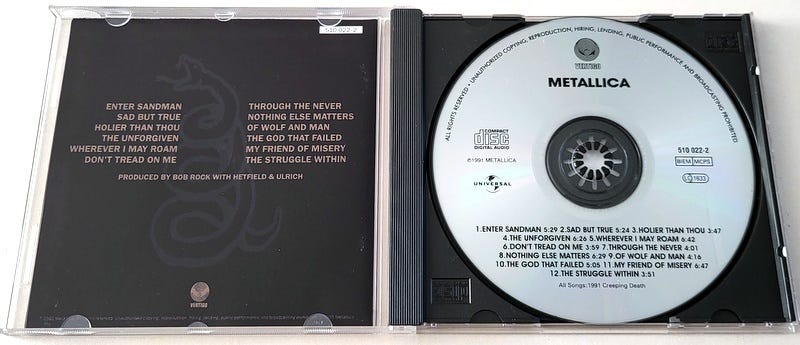 510 022-2
ENTER SANDMAN
SAD BUT TRUE
HOLIER THAN THOU
THE UNFORGIVEN
WHEREVER I MAY ROAM
DON'T TREAD ON ME
THROUGH THE NEVER
NOTHING ELSE MATTERS
OF WOLF AND MAN
THE GOD THAT FAILED
MY FRIEND OF MISERY
THE STRUGGLE WITHIN
PRODUCED BY BOB ROCK WITH HETFIELD & ULRICH
VERTIGO
ALL RIGHTS RESERVED • UNAUTHORIZED COPYING, REPRODUCTION, HIRING, LENDING, PUBLIC PERFORMANCE AND BROADCASTING PROHIBITED
VERTIGO
METALLICA
COMPACT
disc
DIGITAL AUDIO
℗1991 METALLICA
UNIVERSAL
510 022-2
BIEM MCPS
LC 1633
1.ENTER SANDMAN 5:29 2.SAD BUT TRUE 5:24 3.HOLIER THAN THOU 3:47
4.THE UNFORGIVEN 6:26 5.WHEREVER I MAY ROAM 6:42
6.DON'T TREAD ON ME 3:59 7.THROUGH THE NEVER 4:01
8.NOTHING ELSE MATTERS 6:29 9.OF WOLF AND MAN 4:16
10.THE GOD THAT FAILED 5:05 11.MY FRIEND OF MISERY 6:47
12.THE STRUGGLE WITHIN 3:51
All Songs:1991 Creeping Death